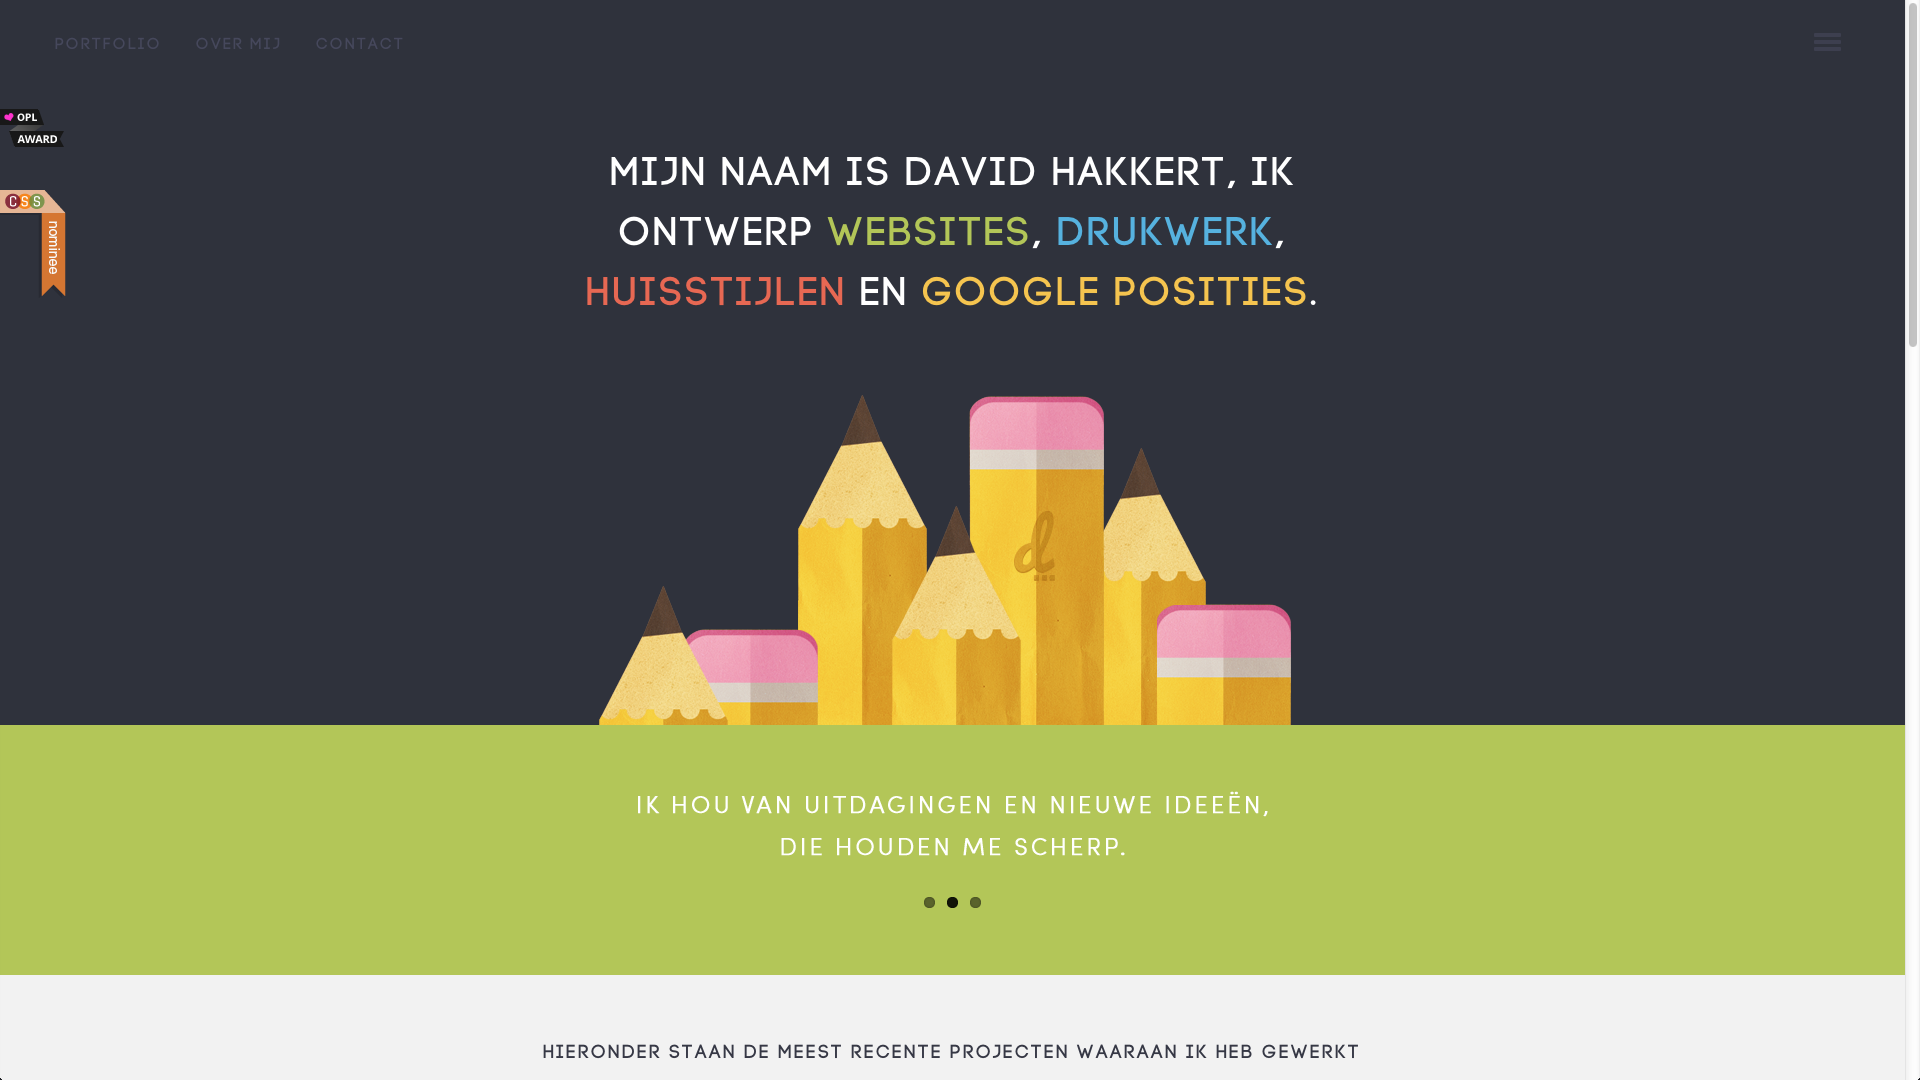 PORTFOLIO OVER MIJ CONTACT
OPL
AWARD
CSS
nominee
MIJN NAAM IS DAVID HAKKERT, IK
ONTWERP WEBSITES, DRUKWERK,
HUISSTIJLEN EN GOOGLE POSITIES.
d
IK HOU VAN UITDAGINGEN EN NIEUWE IDEEËN,
DIE HOUDEN ME SCHERP.
HIERONDER STAAN DE MEEST RECENTE PROJECTEN WAARAAN IK HEB GEWERKT